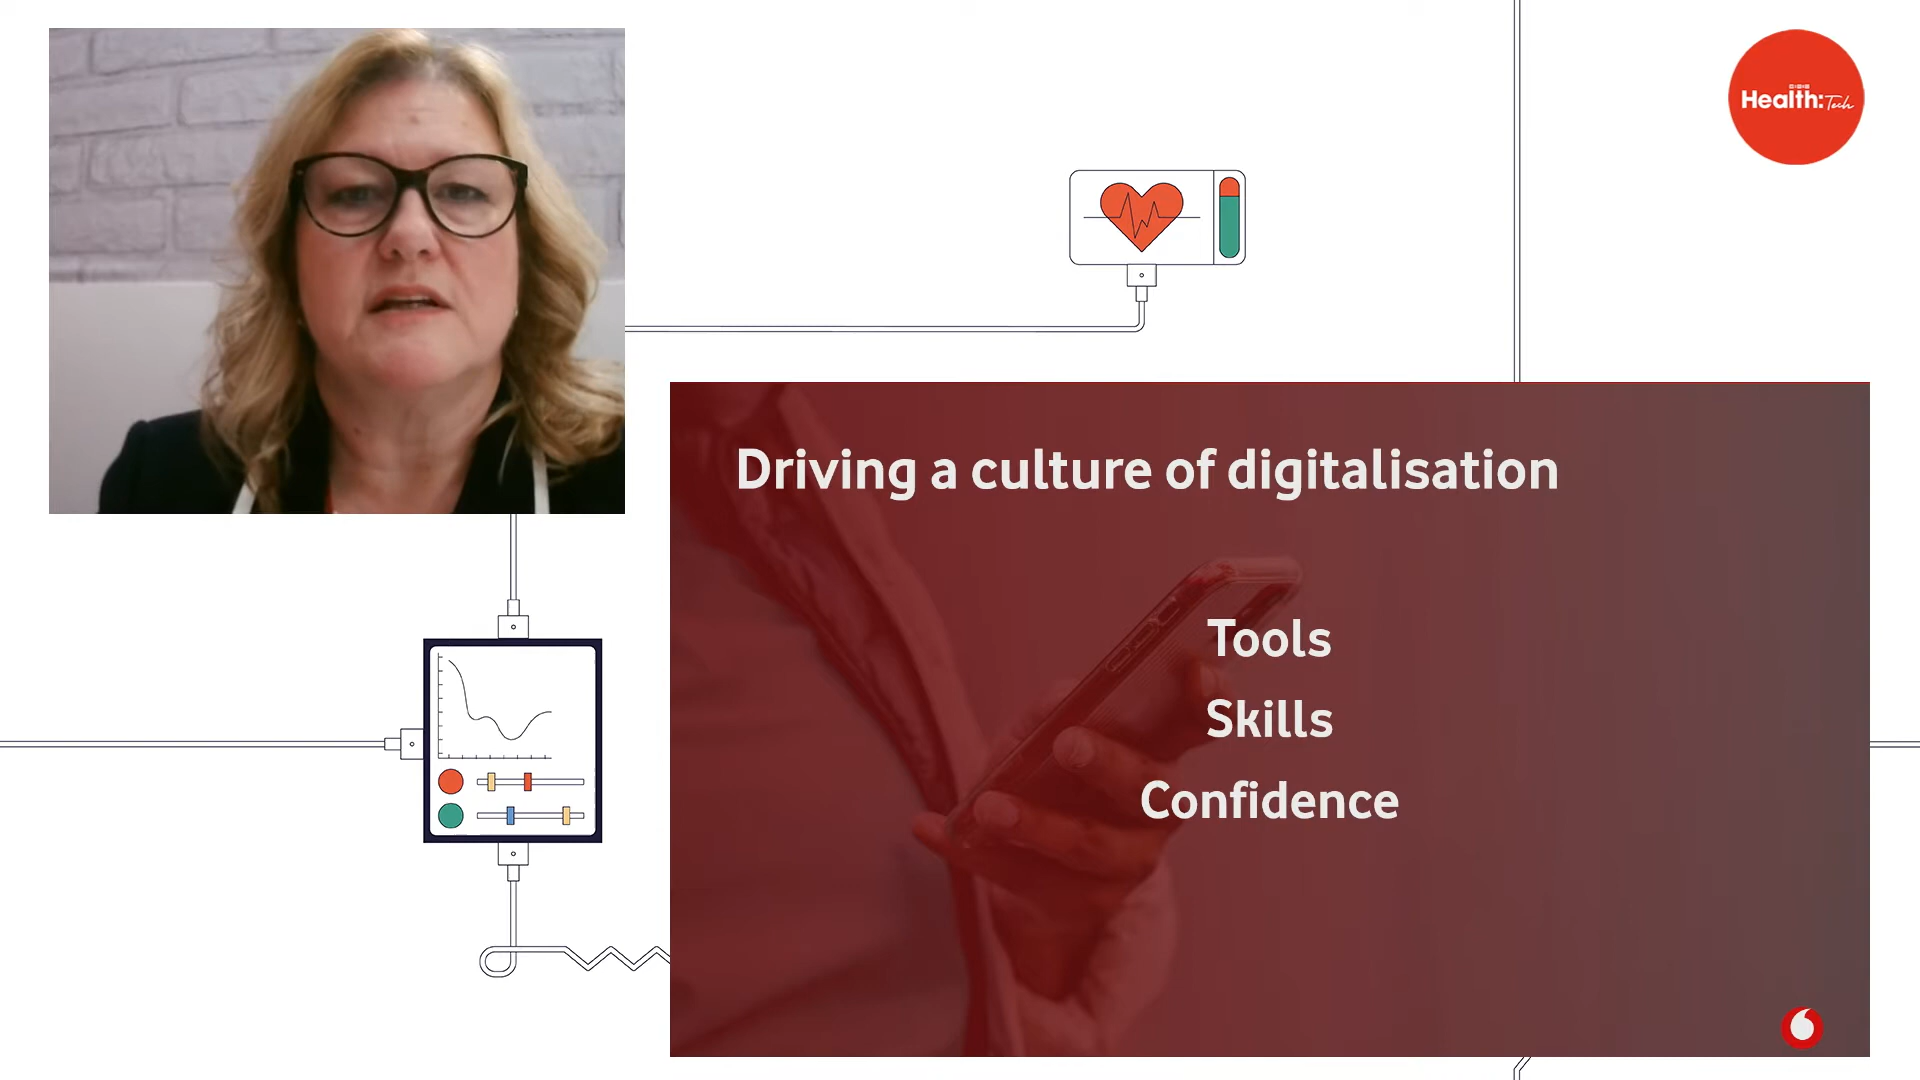 Health:Tech
Driving a culture of digitalisation
Tools
Skills
Confidence